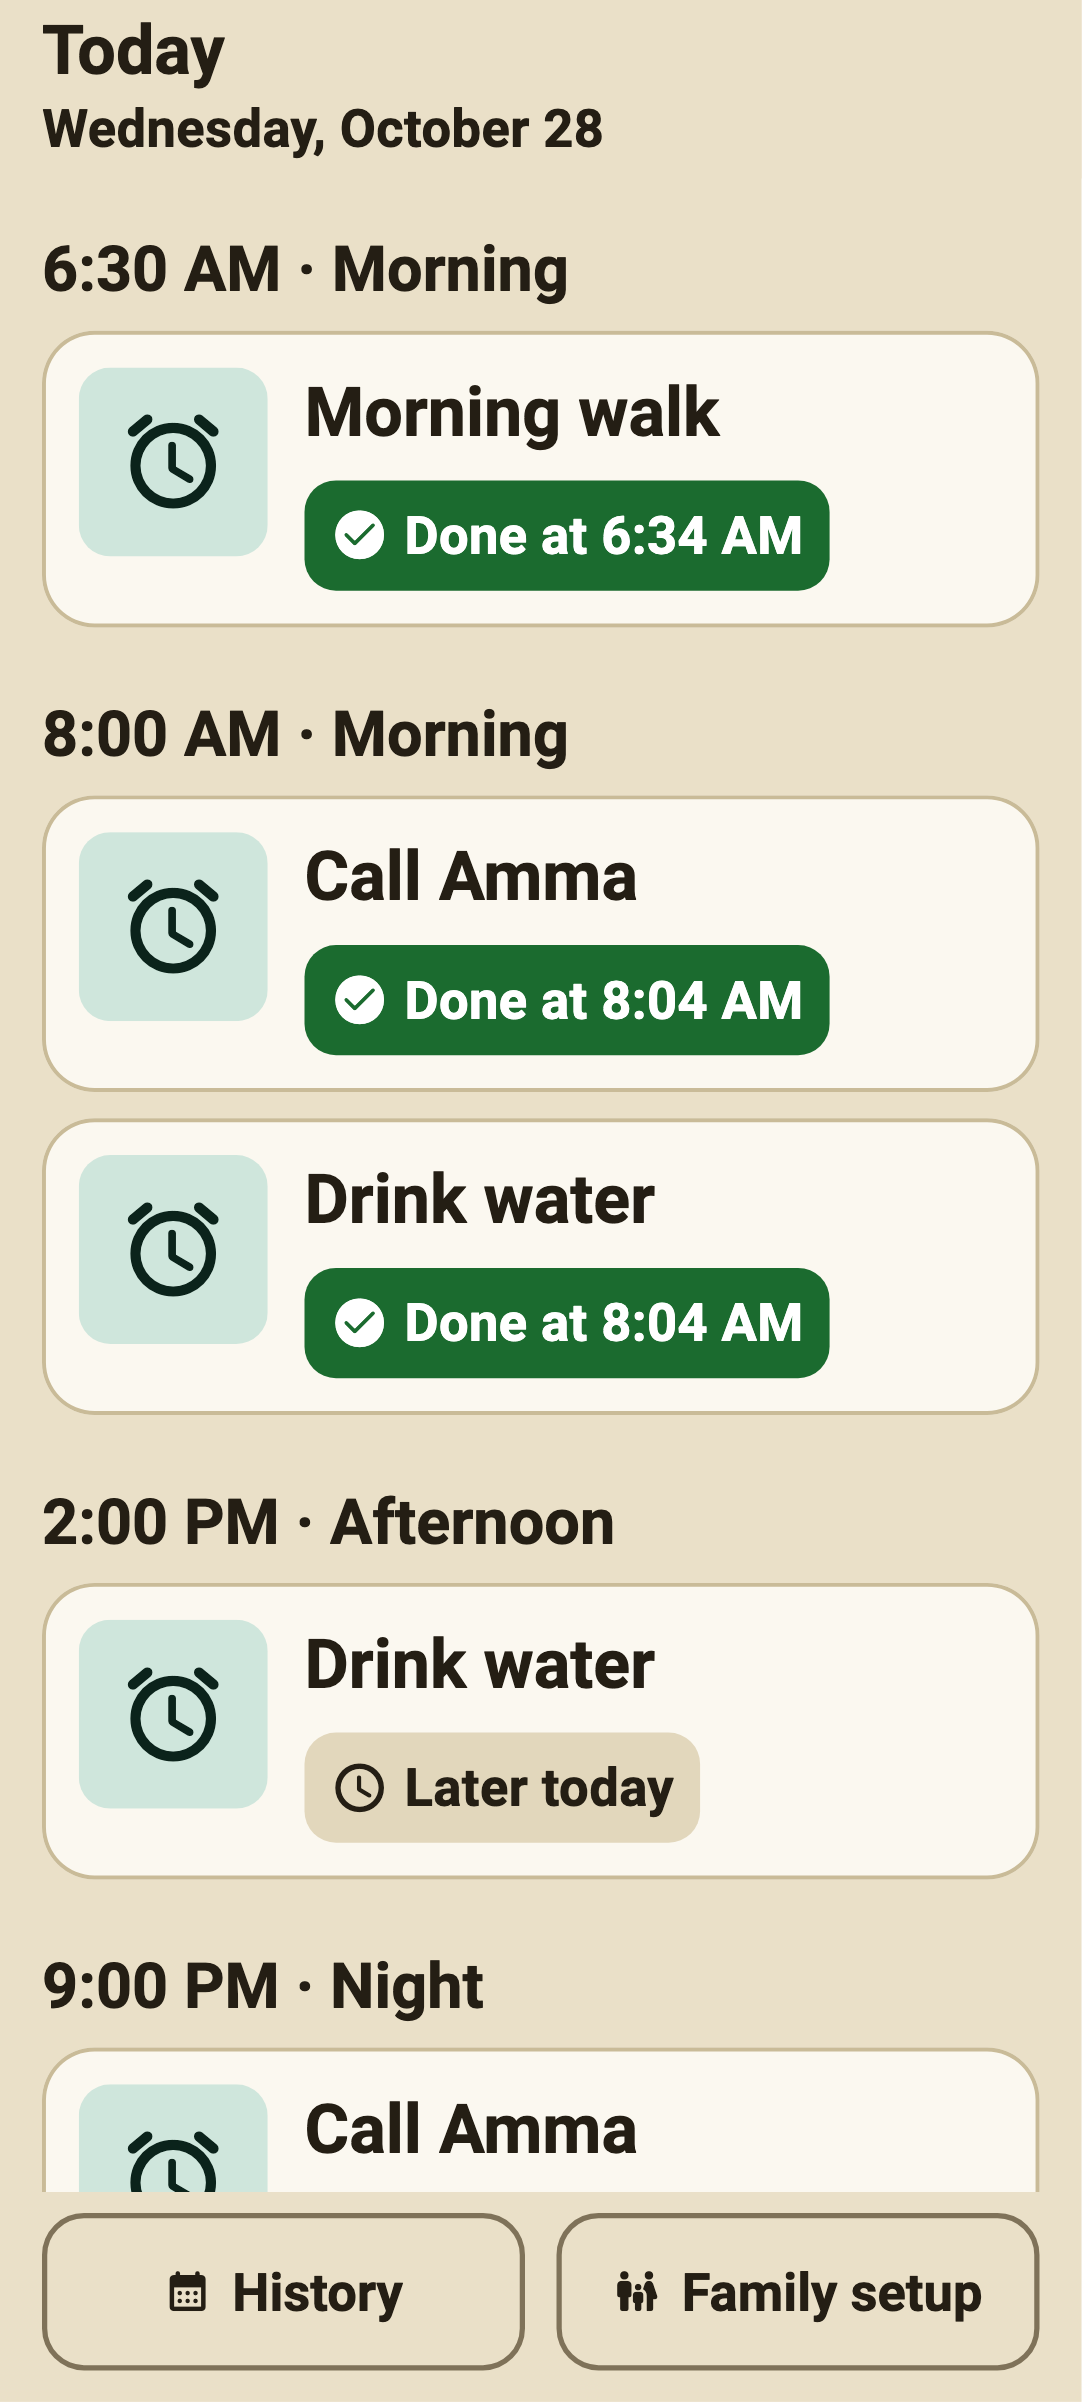 Today
Wednesday, October 28
6:30 AM · Morning
Morning walk
Done at 6:34 AM
8:00 AM · Morning
Call Amma
Done at 8:04 AM
Drink water
Done at 8:04 AM
2:00 PM · Afternoon
Drink water
Later today
9:00 PM · Night
Call Amma
History
Family setup